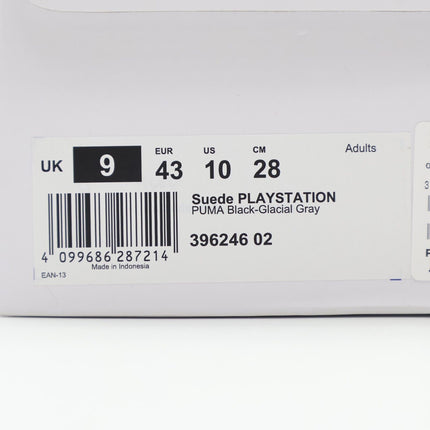 Adults
UK 9 EUR 43 US 10 CM 28
Suede PLAYSTATION
PUMA Black-Glacial Gray
396246 02
4 099686 287214
Made in Indonesia
EAN-13